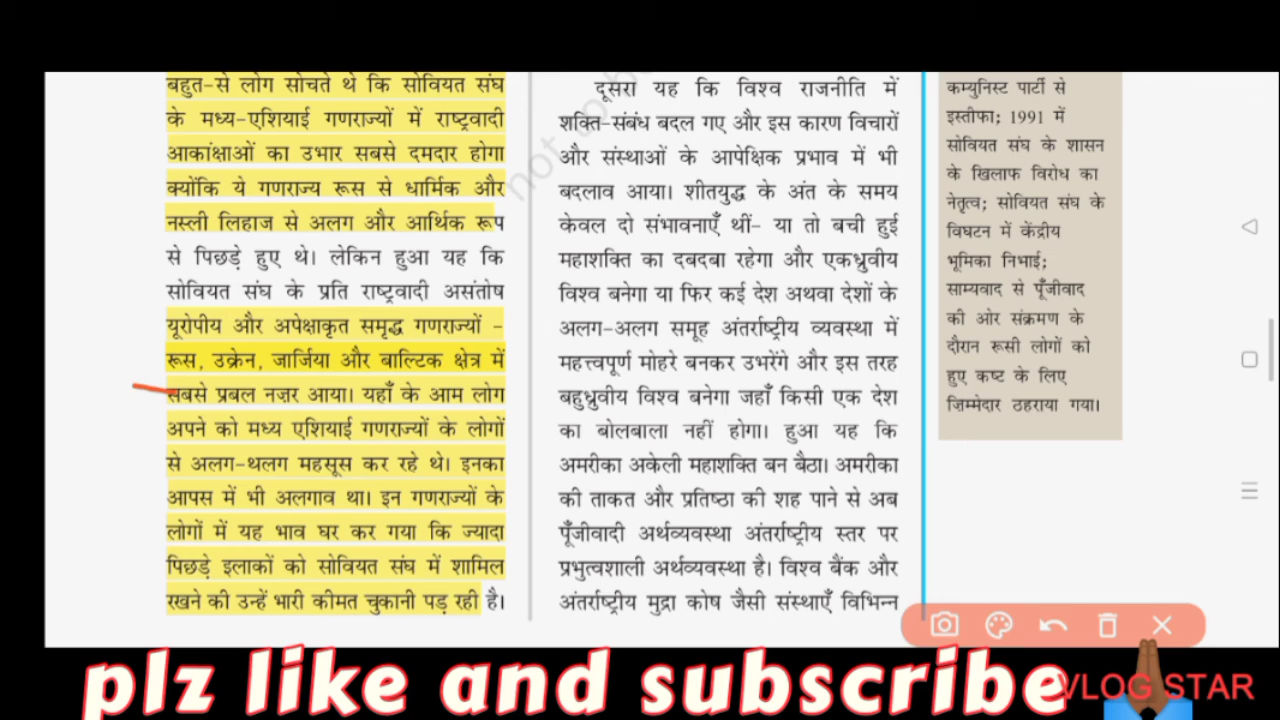 बहुत-से लोग सोचते थे कि सोवियत संघ
के मध्य-एशियाई गणराज्यों में राष्ट्रवादी
आकांक्षाओं का उभार सबसे दमदार होगा
क्योंकि ये गणराज्य रूस से धार्मिक और
नस्ली लिहाज से अलग और आर्थिक रूप
से पिछड़े हुए थे। लेकिन हुआ यह कि
सोवियत संघ के प्रति राष्ट्रवादी असंतोष
यूरोपीय और अपेक्षाकृत समृद्ध गणराज्यों -
रूस, उक्रेन, जार्जिया और बाल्टिक क्षेत्र में
सबसे प्रबल नज़र आया। यहाँ के आम लोग
अपने को मध्य एशियाई गणराज्यों के लोगों
से अलग-थलग महसूस कर रहे थे। इनका
आपस में भी अलगाव था। इन गणराज्यों के
लोगों में यह भाव घर कर गया कि ज्यादा
पिछड़े इलाकों को सोवियत संघ में शामिल
रखने की उन्हें भारी कीमत चुकानी पड़ रही है।
दूसरा यह कि विश्व राजनीति में
शक्ति-संबंध बदल गए और इस कारण विचारों
और संस्थाओं के आपेक्षिक प्रभाव में भी
बदलाव आया। शीतयुद्ध के अंत के समय
केवल दो संभावनाएँ थीं- या तो बची हुई
महाशक्ति का दबदबा रहेगा और एकध्रुवीय
विश्व बनेगा या फिर कई देश अथवा देशों के
अलग-अलग समूह अंतर्राष्ट्रीय व्यवस्था में
महत्त्वपूर्ण मोहरे बनकर उभरेंगे और इस तरह
बहुध्रुवीय विश्व बनेगा जहाँ किसी एक देश
का बोलबाला नहीं होगा। हुआ यह कि
अमरीका अकेली महाशक्ति बन बैठा। अमरीका
की ताकत और प्रतिष्ठा की शह पाने से अब
पूँजीवादी अर्थव्यवस्था अंतर्राष्ट्रीय स्तर पर
प्रभुत्वशाली अर्थव्यवस्था है। विश्व बैंक और
अंतर्राष्ट्रीय मुद्रा कोष जैसी संस्थाएँ विभिन्न
कम्युनिस्ट पार्टी से
इस्तीफा; 1991 में
सोवियत संघ के शासन
के खिलाफ विरोध का
नेतृत्व; सोवियत संघ के
विघटन में केंद्रीय
भूमिका निभाई;
साम्यवाद से पूँजीवाद
की ओर संक्रमण के
दौरान रूसी लोगों को
हुए कष्ट के लिए
ज़िम्मेदार ठहराया गया।
plz like and subscribe
VLOG STAR